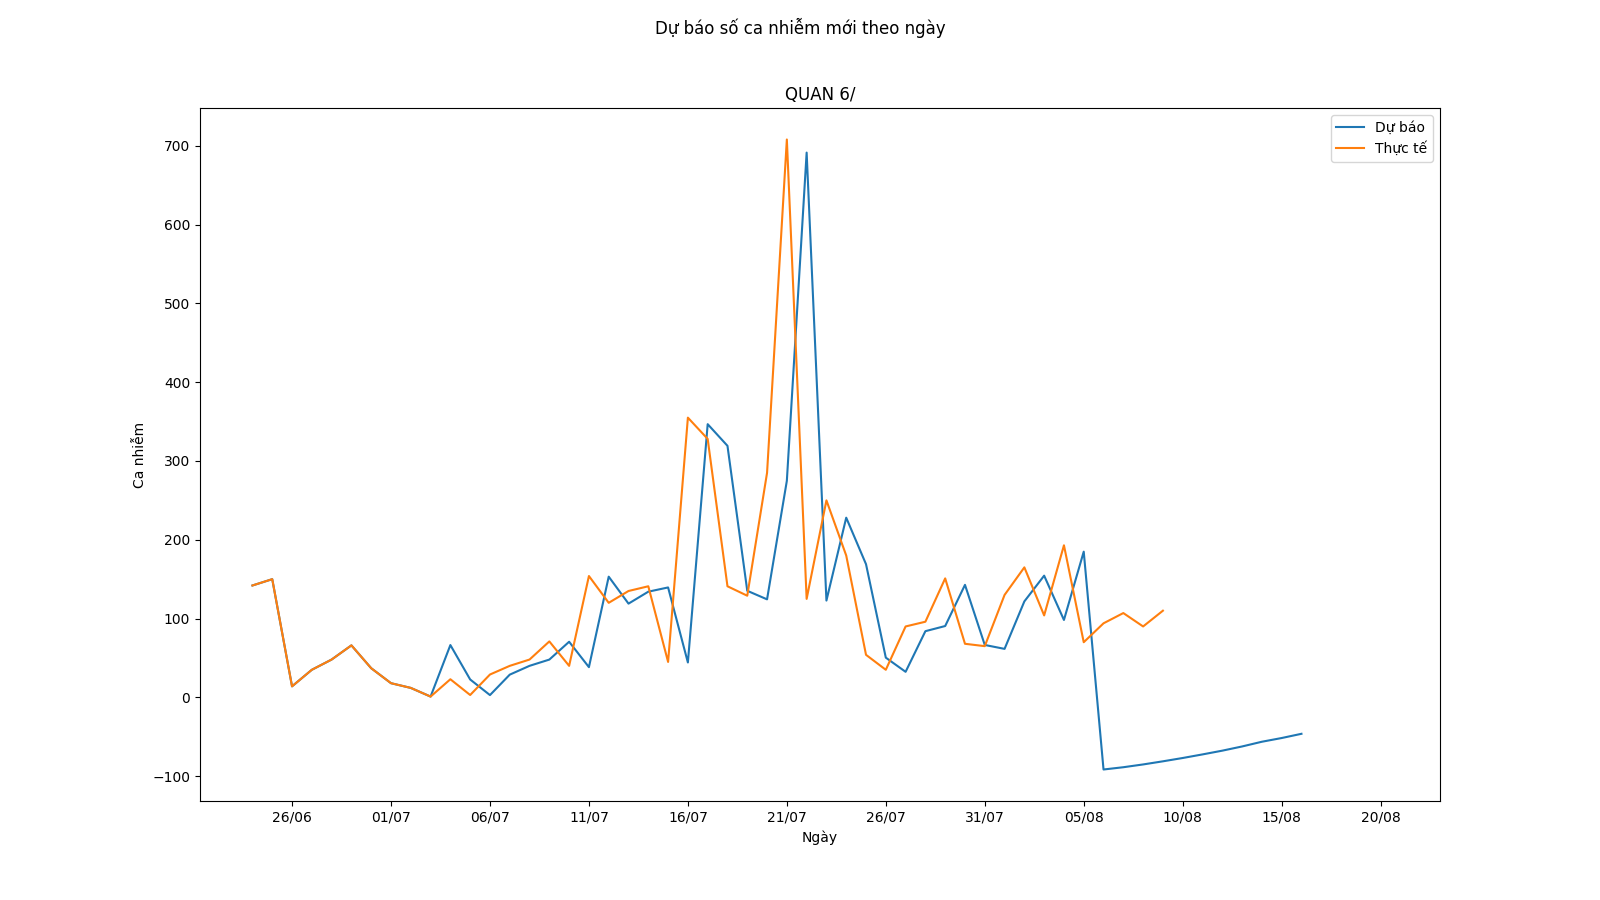 Dự báo số ca nhiễm mới theo ngày
QUAN 6/
Dự báo
Thực tế
700
600
500
400
300
200
100
0
−100
Ca nhiễm
26/06 01/07 06/07 11/07 16/07 21/07 26/07 31/07 05/08 10/08 15/08 20/08
Ngày